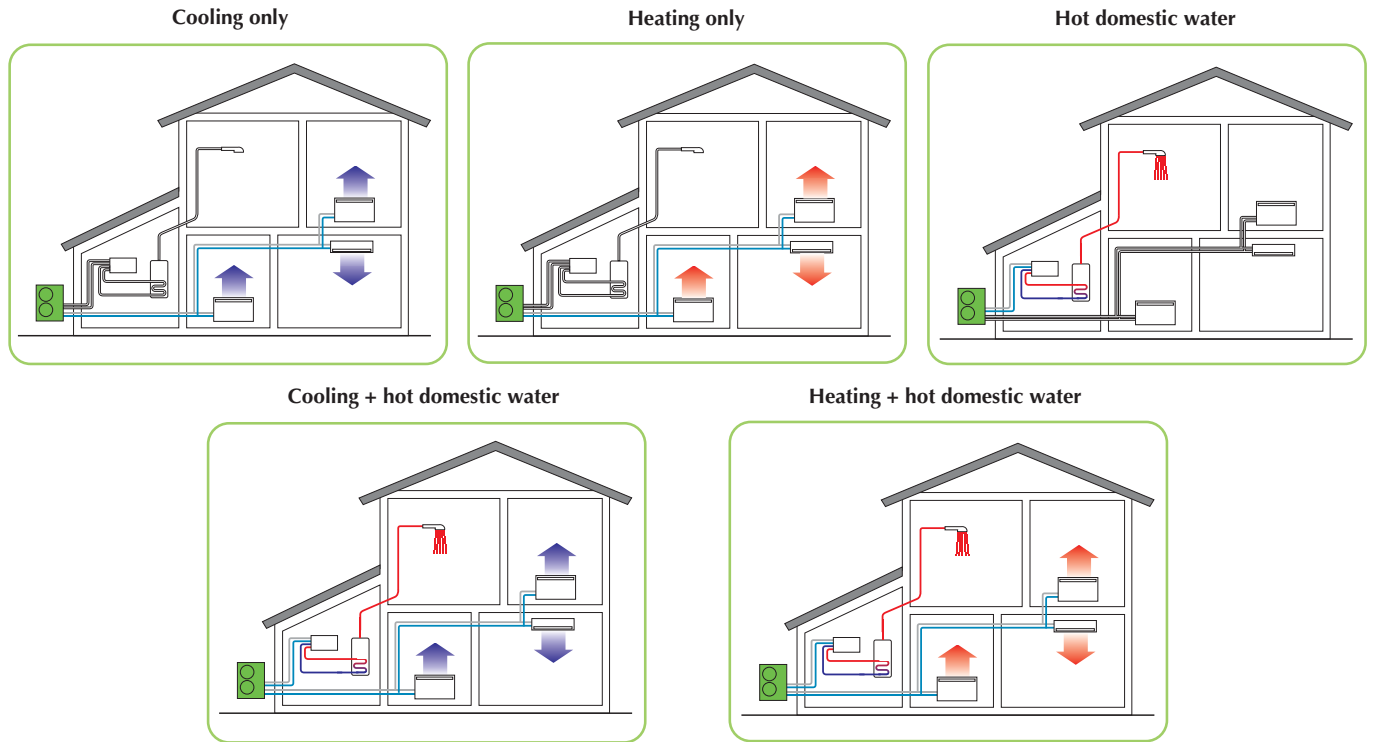 Cooling only
Heating only
Hot domestic water
Cooling + hot domestic water
Heating + hot domestic water